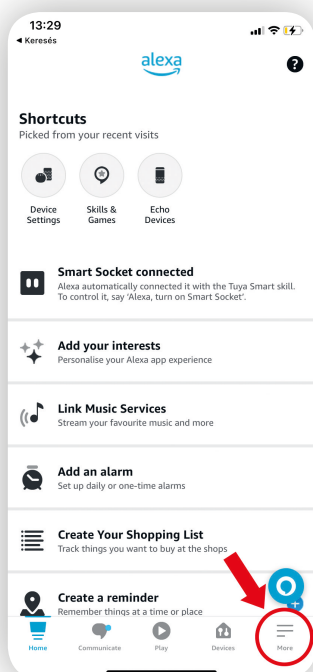 13:29
◀ Keresés
alexa
?
Shortcuts
Picked from your recent visits
Device
Settings
Skills &
Games
Echo
Devices
Smart Socket connected
Alexa automatically connected it with the Tuya Smart skill.
To control it, say ‘Alexa, turn on Smart Socket’.
Add your interests
Personalise your Alexa app experience
Link Music Services
Stream your favourite music and more
Add an alarm
Set up daily or one-time alarms
Create Your Shopping List
Track things you want to buy at the shops
Create a reminder
Remember things at a time or place
+
Home
Communicate
Play
Devices
More